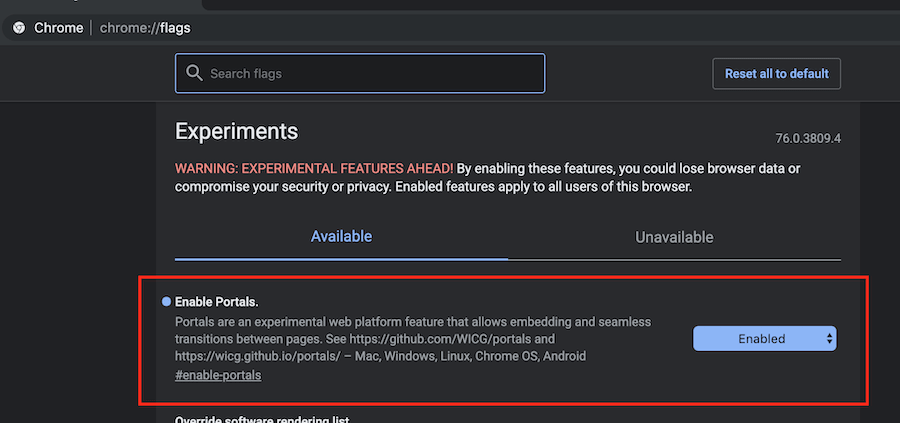 Chrome | chrome://flags
Search flags
Reset all to default
Experiments
76.0.3809.4
WARNING: EXPERIMENTAL FEATURES AHEAD! By enabling these features, you could lose browser data or
compromise your security or privacy. Enabled features apply to all users of this browser.
Available
Unavailable
Enable Portals.
Portals are an experimental web platform feature that allows embedding and seamless
transitions between pages. See https://github.com/WICG/portals and
https://wicg.github.io/portals/ – Mac, Windows, Linux, Chrome OS, Android
#enable-portals
Enabled
Override software rendering list